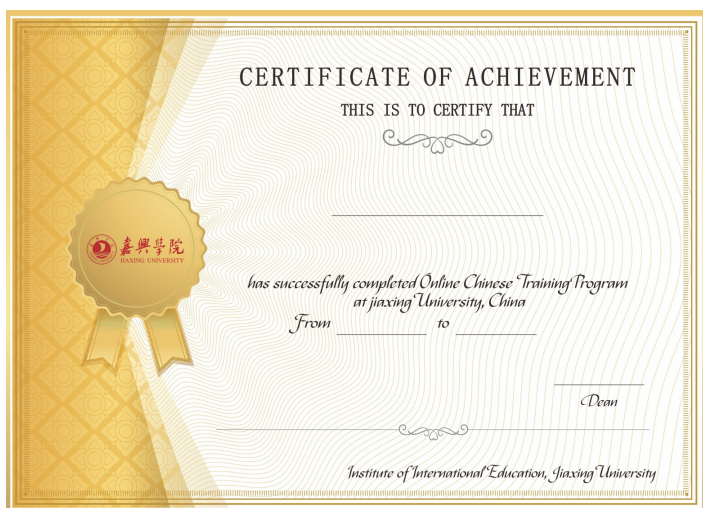 CERTIFICATE OF ACHIEVEMENT
THIS IS TO CERTIFY THAT
嘉興學院
JIAXING UNIVERSITY
has successfully completed Online Chinese Training Program
at jiaxing University, China
From to
Dean
Institute of International Education, Jiaxing University